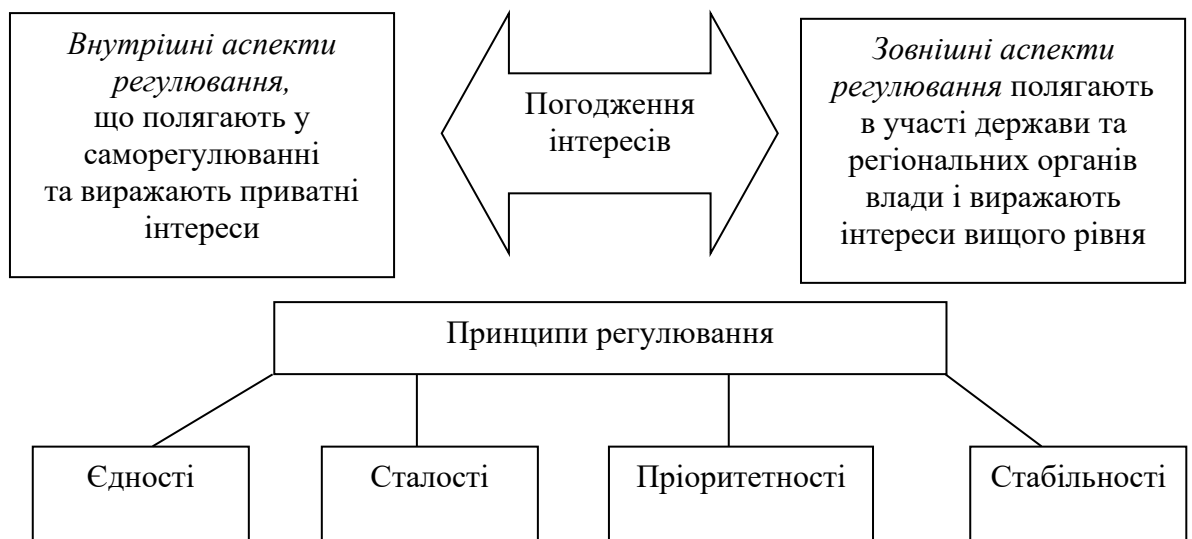 Внутрішні аспекти
регулювання,
що полягають у
саморегулюванні
та виражають приватні
інтереси
Погодження
інтересів
Зовнішні аспекти
регулювання полягають
в участі держави та
регіональних органів
влади і виражають
інтереси вищого рівня
Принципи регулювання
Єдності
Сталості
Пріоритетності
Стабільності